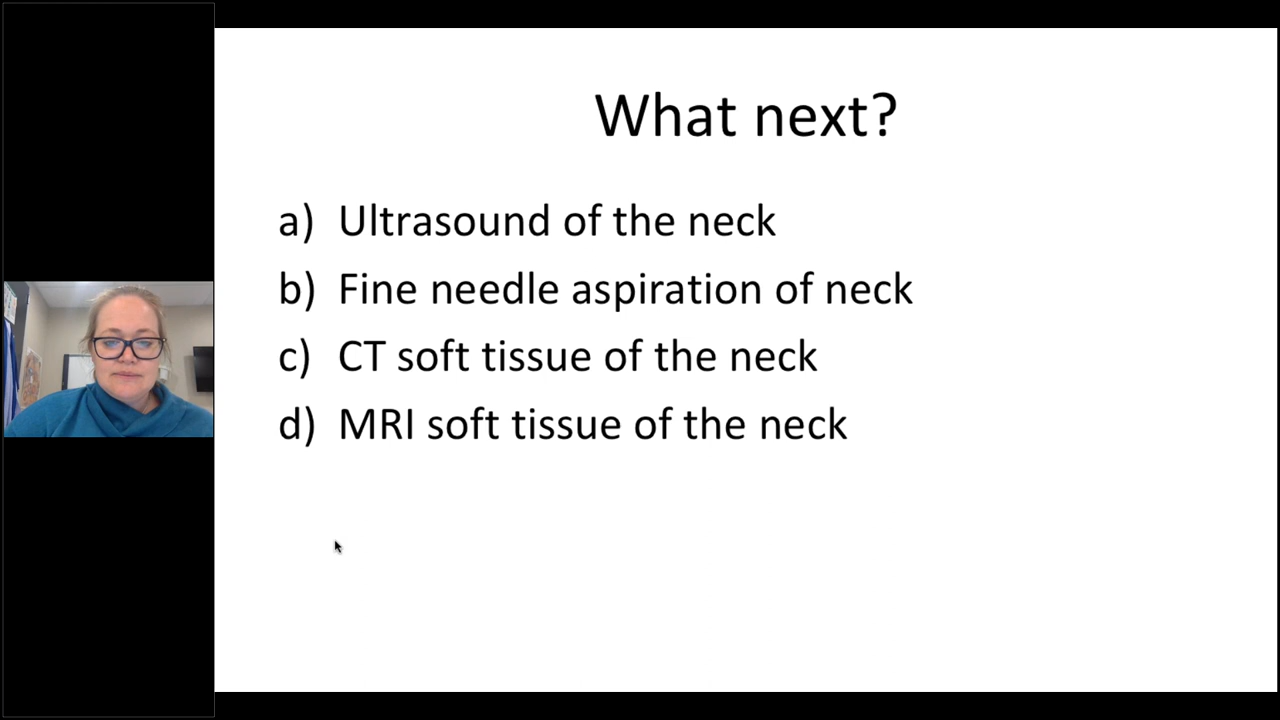 What next?
a) Ultrasound of the neck
b) Fine needle aspiration of neck
c) CT soft tissue of the neck
d) MRI soft tissue of the neck